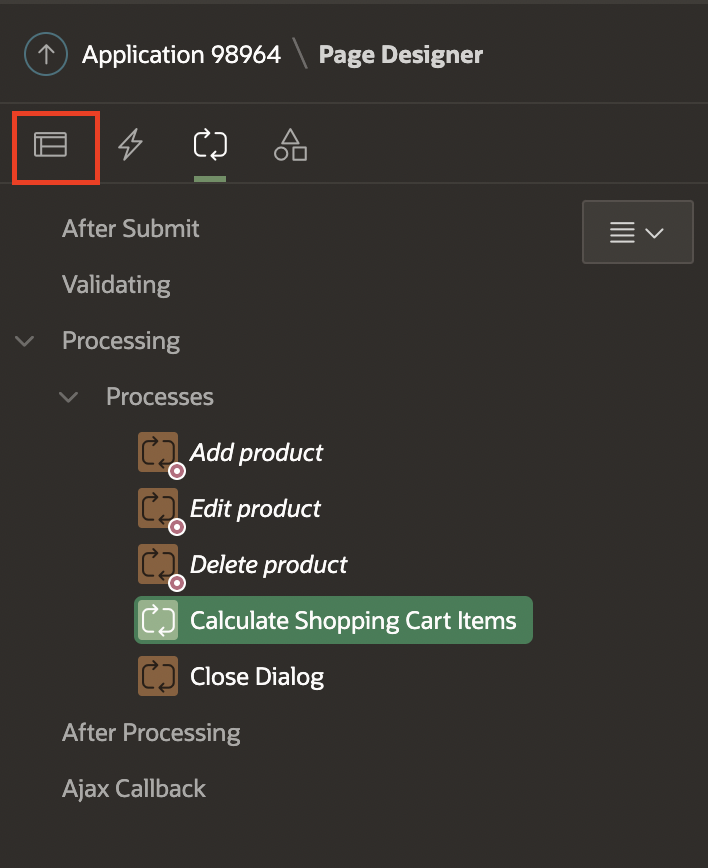 Application 98964 \ Page Designer
After Submit
Validating
Processing
Processes
Add product
Edit product
Delete product
Calculate Shopping Cart Items
Close Dialog
After Processing
Ajax Callback